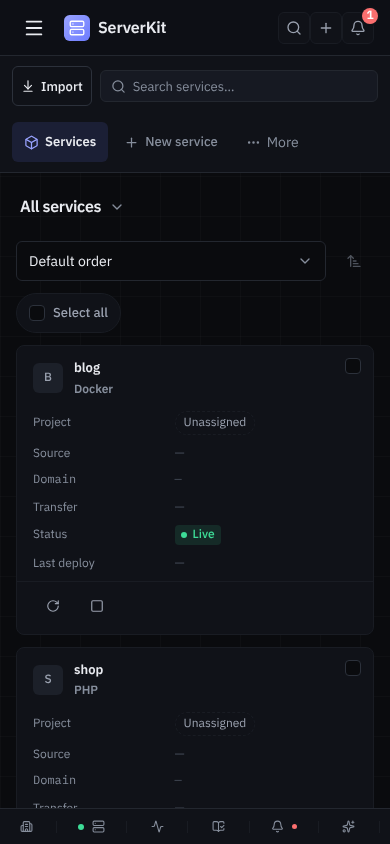 ServerKit
1
Import
Search services...
Services
New service
More
All services
Default order
Select all
B
blog
Docker
Project
Unassigned
Source
—
Domain
—
Transfer
—
Status
Live
Last deploy
—
S
shop
PHP
Project
Unassigned
Source
—
Domain
—
Transfer